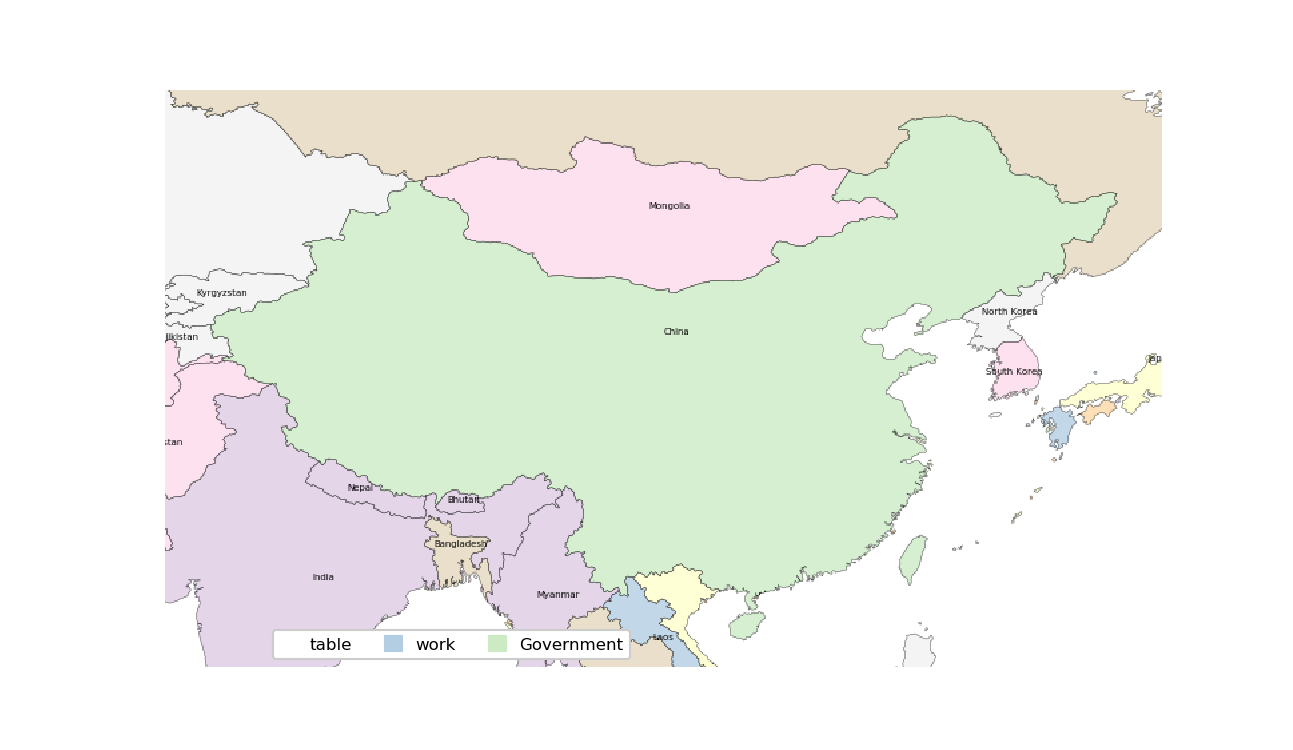 Mongolia
Kyrgyzstan
North Korea
China
jikistan
Jap
South Korea
stan
Nepal
Bhutan
Bangladesh
India
Myanmar
Laos
table work Government